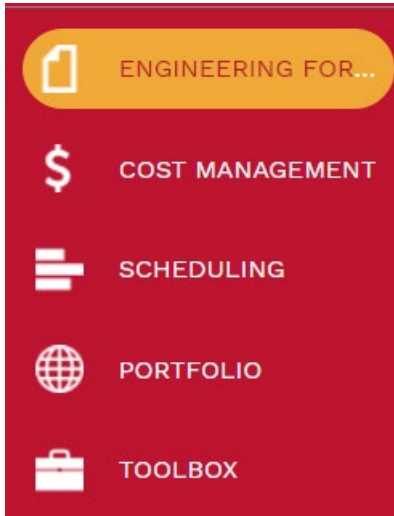 ENGINEERING FOR...
COST MANAGEMENT
SCHEDULING
PORTFOLIO
TOOLBOX